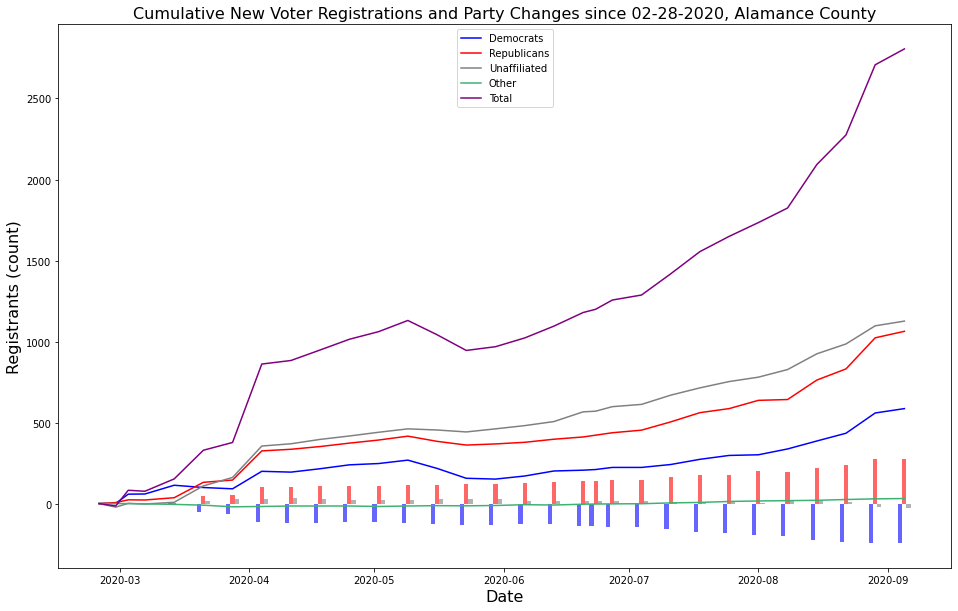 Cumulative New Voter Registrations and Party Changes since 02-28-2020, Alamance County
Democrats
Republicans
Unaffiliated
Other
Total
2500
2000
1500
1000
500
0
Registrants (count)
2020-03
2020-04
2020-05
2020-06
2020-07
2020-08
2020-09
Date